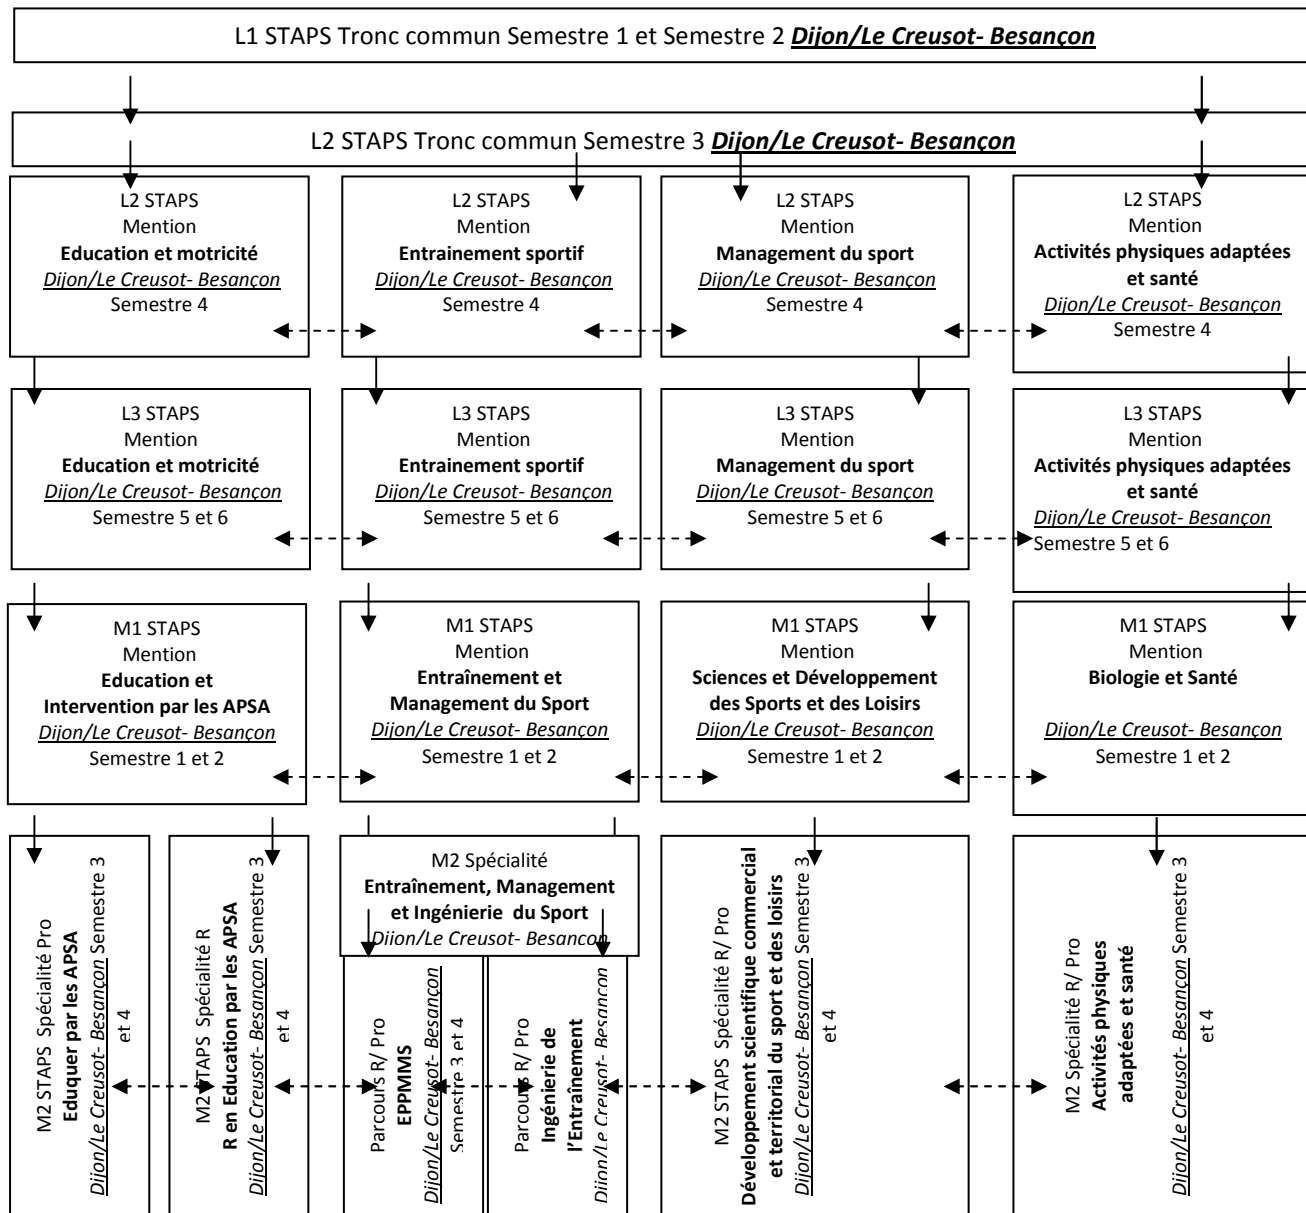 L1 STAPS Tronc commun Semestre 1 et Semestre 2 Dijon/Le Creusot- Besançon
L2 STAPS Tronc commun Semestre 3 Dijon/Le Creusot- Besançon
L2 STAPS
Mention
Education et motricité
Dijon/Le Creusot- Besançon
Semestre 4
L2 STAPS
Mention
Entrainement sportif
Dijon/Le Creusot- Besançon
Semestre 4
L2 STAPS
Mention
Management du sport
Dijon/Le Creusot- Besançon
Semestre 4
L2 STAPS
Mention
Activités physiques adaptées
et santé
Dijon/Le Creusot- Besançon
Semestre 4
L3 STAPS
Mention
Education et motricité
Dijon/Le Creusot- Besançon
Semestre 5 et 6
L3 STAPS
Mention
Entrainement sportif
Dijon/Le Creusot- Besançon
Semestre 5 et 6
L3 STAPS
Mention
Management du sport
Dijon/Le Creusot- Besançon
Semestre 5 et 6
L3 STAPS
Mention
Activités physiques adaptées
et santé
Dijon/Le Creusot- Besançon
Semestre 5 et 6
M1 STAPS
Mention
Education et
Intervention par les APSA
Dijon/Le Creusot- Besançon
Semestre 1 et 2
M1 STAPS
Mention
Entraînement et
Management du Sport
Dijon/Le Creusot- Besançon
Semestre 1 et 2
M1 STAPS
Mention
Sciences et Développement
des Sports et des Loisirs
Dijon/Le Creusot- Besançon
Semestre 1 et 2
M1 STAPS
Mention
Biologie et Santé
Dijon/Le Creusot- Besançon
Semestre 1 et 2
M2 STAPS Spécialité Pro
Eduquer par les APSA
Dijon/Le Creusot- Besançon Semestre 3
et 4
M2 STAPS Spécialité R
R en Education par les APSA
Dijon/Le Creusot- Besançon Semestre 3
et 4
M2 Spécialité
Entraînement, Management
et Ingénierie du Sport
Dijon/Le Creusot- Besançon
Parcours R/ Pro
EPPMMS
Dijon/Le Creusot- Besançon
Semestre 3 et 4
Parcours R/ Pro
Ingénierie de
l'Entraînement
Dijon/Le Creusot- Besançon
M2 STAPS Spécialité R/ Pro
Développement scientifique commercial
et territorial du sport et des loisirs
Dijon/Le Creusot- Besançon Semestre 3
et 4
M2 Spécialité R/ Pro
Activités physiques
adaptées et santé
Dijon/Le Creusot- Besançon Semestre 3
et 4